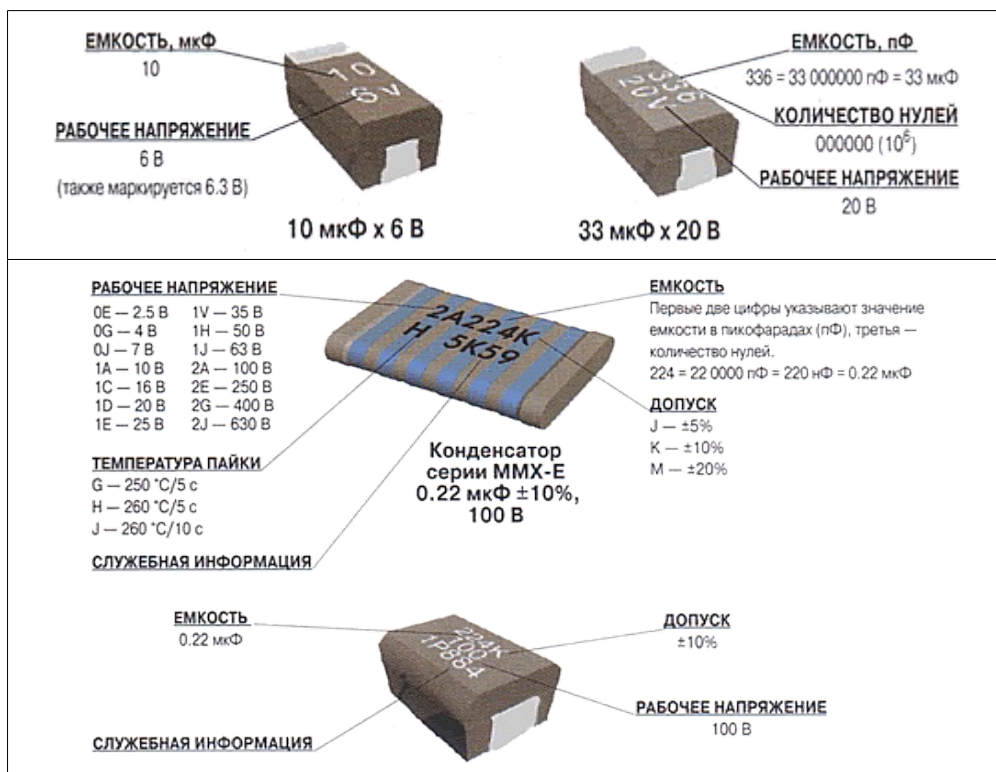 ЕМКОСТЬ, мкФ
10
10
6V
РАБОЧЕЕ НАПРЯЖЕНИЕ
6 В
(также маркируется 6.3 В)
10 мкФ x 6 В
336
20V
ЕМКОСТЬ, пФ
336 = 33 000000 пФ = 33 мкФ
КОЛИЧЕСТВО НУЛЕЙ
000000 (10⁶)
РАБОЧЕЕ НАПРЯЖЕНИЕ
20 В
33 мкФ x 20 В
РАБОЧЕЕ НАПРЯЖЕНИЕ
0E — 2.5 В 1V — 35 В
0G — 4 В 1H — 50 В
0J — 7 В 1J — 63 В
1A — 10 В 2A — 100 В
1C — 16 В 2E — 250 В
1D — 20 В 2G — 400 В
1E — 25 В 2J — 630 В
ТЕМПЕРАТУРА ПАЙКИ
G — 250 °C/5 с
H — 260 °C/5 с
J — 260 °C/10 с
СЛУЖЕБНАЯ ИНФОРМАЦИЯ
2A224K
H 5K59
Конденсатор
серии MMX-E
0.22 мкФ ±10%,
100 В
ЕМКОСТЬ
Первые две цифры указывают значение
емкости в пикофарадах (пФ), третья —
количество нулей.
224 = 22 0000 пФ = 220 нФ = 0.22 мкФ
ДОПУСК
J — ±5%
K — ±10%
M — ±20%
ЕМКОСТЬ
0.22 мкФ
224K
100
1P884
ДОПУСК
±10%
РАБОЧЕЕ НАПРЯЖЕНИЕ
100 В
СЛУЖЕБНАЯ ИНФОРМАЦИЯ